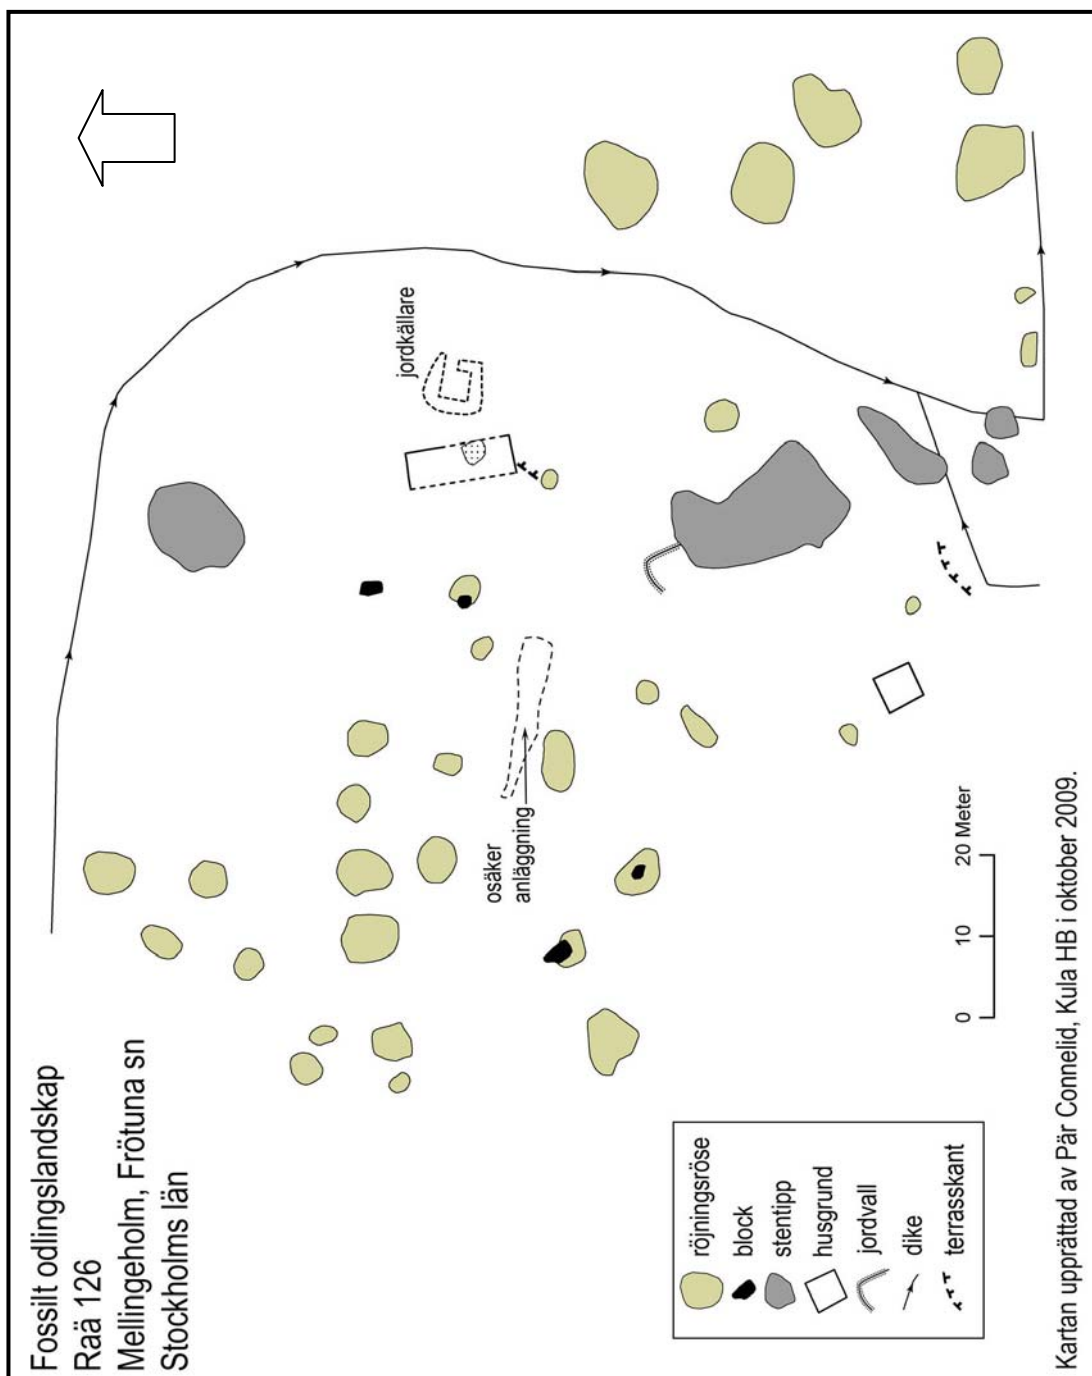 Fossilt odlingslandskap
Raä 126
Mellingeholm, Frötuna sn
Stockholms län
jordkällare
osäker
anläggning
röjningsröse
block
stentipp
husgrund
jordvall
dike
terrasskant
0 10 20 Meter
Kartan upprättad av Pär Connelid, Kula HB i oktober 2009.